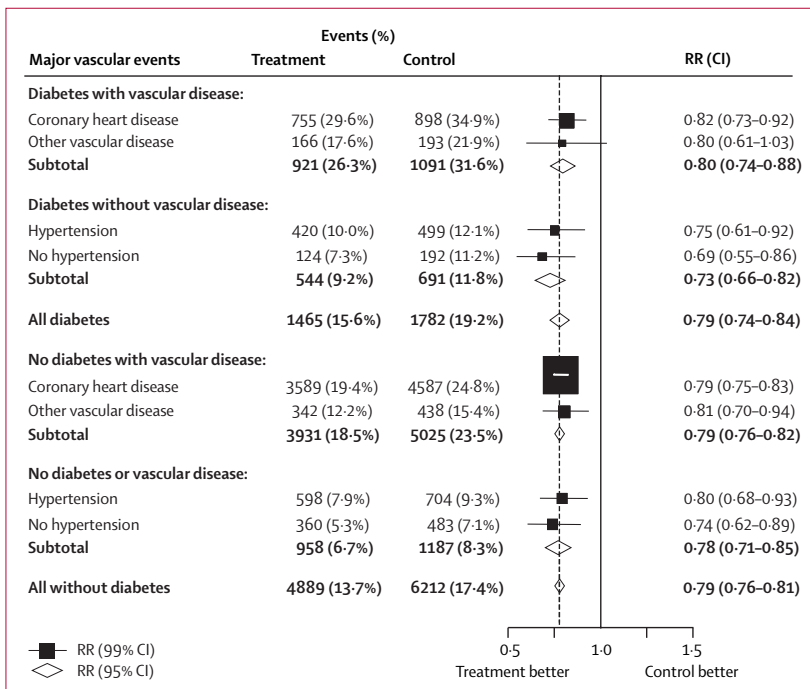 Events (%)
Major vascular events Treatment Control RR (CI)
Diabetes with vascular disease:
Coronary heart disease 755 (29·6%) 898 (34·9%) 0·82 (0·73–0·92)
Other vascular disease 166 (17·6%) 193 (21·9%) 0·80 (0·61–1·03)
Subtotal 921 (26·3%) 1091 (31·6%) 0·80 (0·74–0·88)
Diabetes without vascular disease:
Hypertension 420 (10·0%) 499 (12·1%) 0·75 (0·61–0·92)
No hypertension 124 (7·3%) 192 (11·2%) 0·69 (0·55–0·86)
Subtotal 544 (9·2%) 691 (11·8%) 0·73 (0·66–0·82)
All diabetes 1465 (15·6%) 1782 (19·2%) 0·79 (0·74–0·84)
No diabetes with vascular disease:
Coronary heart disease 3589 (19·4%) 4587 (24·8%) 0·79 (0·75–0·83)
Other vascular disease 342 (12·2%) 438 (15·4%) 0·81 (0·70–0·94)
Subtotal 3931 (18·5%) 5025 (23·5%) 0·79 (0·76–0·82)
No diabetes or vascular disease:
Hypertension 598 (7·9%) 704 (9·3%) 0·80 (0·68–0·93)
No hypertension 360 (5·3%) 483 (7·1%) 0·74 (0·62–0·89)
Subtotal 958 (6·7%) 1187 (8·3%) 0·78 (0·71–0·85)
All without diabetes 4889 (13·7%) 6212 (17·4%) 0·79 (0·76–0·81)
RR (99% CI)
RR (95% CI)
0·5 1·0 1·5
Treatment better Control better